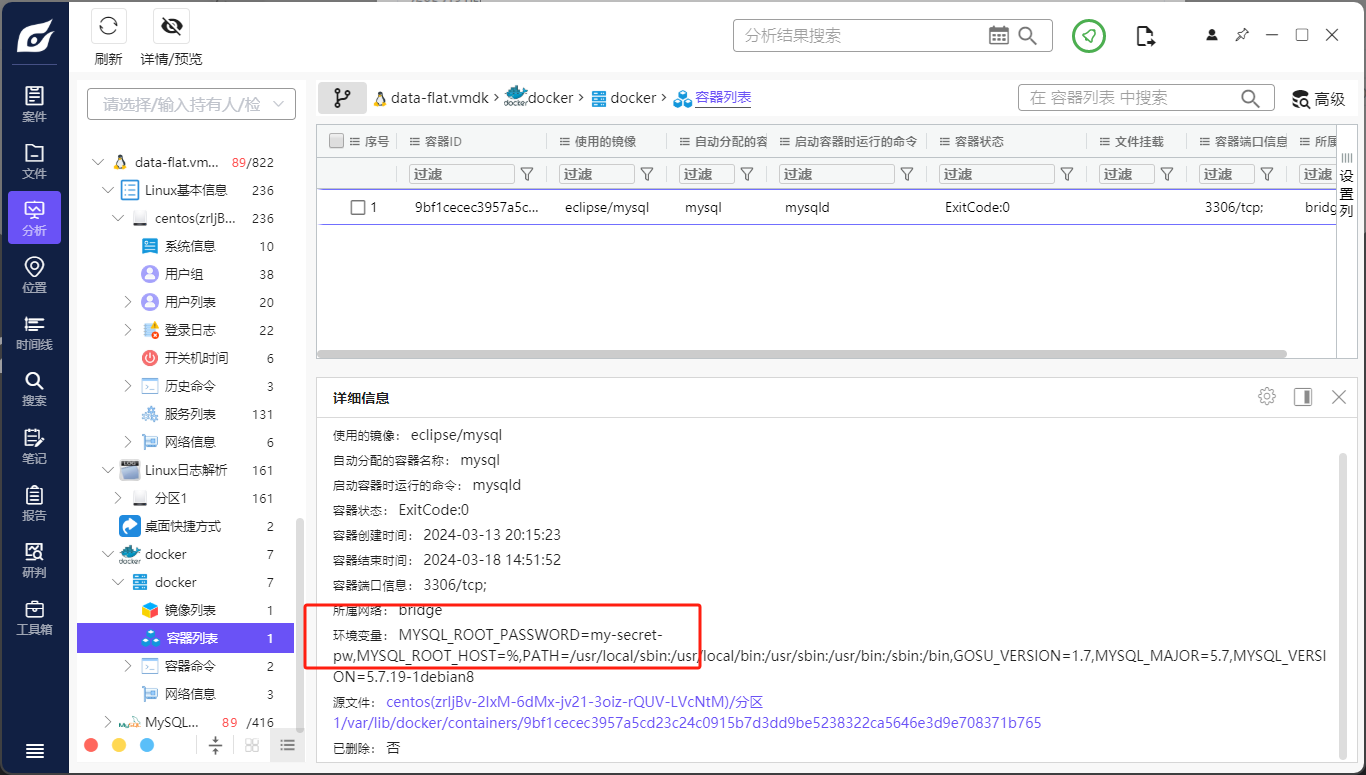 刷新
详情/预览
分析结果搜索
案件
文件
分析
位置
时间线
搜索
笔记
报告
研判
工具箱
请选择/输入持有人/检
data-flat.vm... 89/822
Linux基本信息 236
centos(zrIjB... 236
系统信息 10
用户组 38
用户列表 20
登录日志 22
开关机时间 6
历史命令 3
服务列表 131
网络信息 6
Linux日志解析 161
分区1 161
桌面快捷方式 2
docker 7
docker 7
镜像列表 1
容器列表 1
容器命令 2
网络信息 3
MySQL... 89 /416
data-flat.vmdk > docker > docker > 容器列表
在 容器列表 中搜索
高级
序号 容器ID 使用的镜像 自动分配的容 启动容器时运行的命令 容器状态 文件挂载 容器端口信息 所属
过滤 过滤 过滤 过滤 过滤 过滤 过滤 过滤
1 9bf1cecec3957a5c... eclipse/mysql mysql mysqld ExitCode:0 3306/tcp; bridg
设置列
详细信息
使用的镜像： eclipse/mysql
自动分配的容器名称： mysql
启动容器时运行的命令： mysqld
容器状态： ExitCode:0
容器创建时间： 2024-03-13 20:15:23
容器结束时间： 2024-03-18 14:51:52
容器端口信息： 3306/tcp;
所属网络： bridge
环境变量： MYSQL_ROOT_PASSWORD=my-secret-
pw,MYSQL_ROOT_HOST=%,PATH=/usr/local/sbin:/usr/local/bin:/usr/sbin:/usr/bin:/sbin:/bin,GOSU_VERSION=1.7,MYSQL_MAJOR=5.7,MYSQL_VERSI
ON=5.7.19-1debian8
源文件： centos(zrIjBv-2IxM-6dMx-jv21-3oiz-rQUV-LVcNtM)/分区
1/var/lib/docker/containers/9bf1cecec3957a5cd23c24c0915b7d3dd9be5238322ca5646e3d9e708371b765
已删除： 否